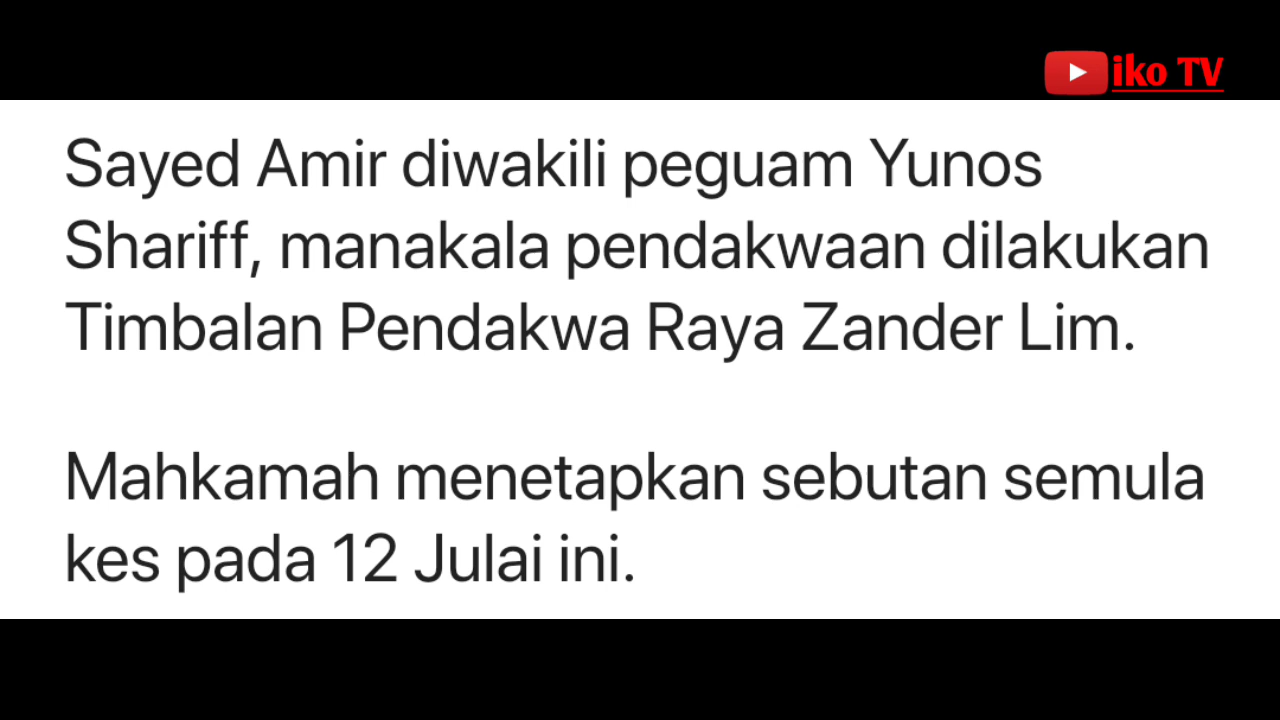 iko TV
Sayed Amir diwakili peguam Yunos
Shariff, manakala pendakwaan dilakukan
Timbalan Pendakwa Raya Zander Lim.
Mahkamah menetapkan sebutan semula
kes pada 12 Julai ini.